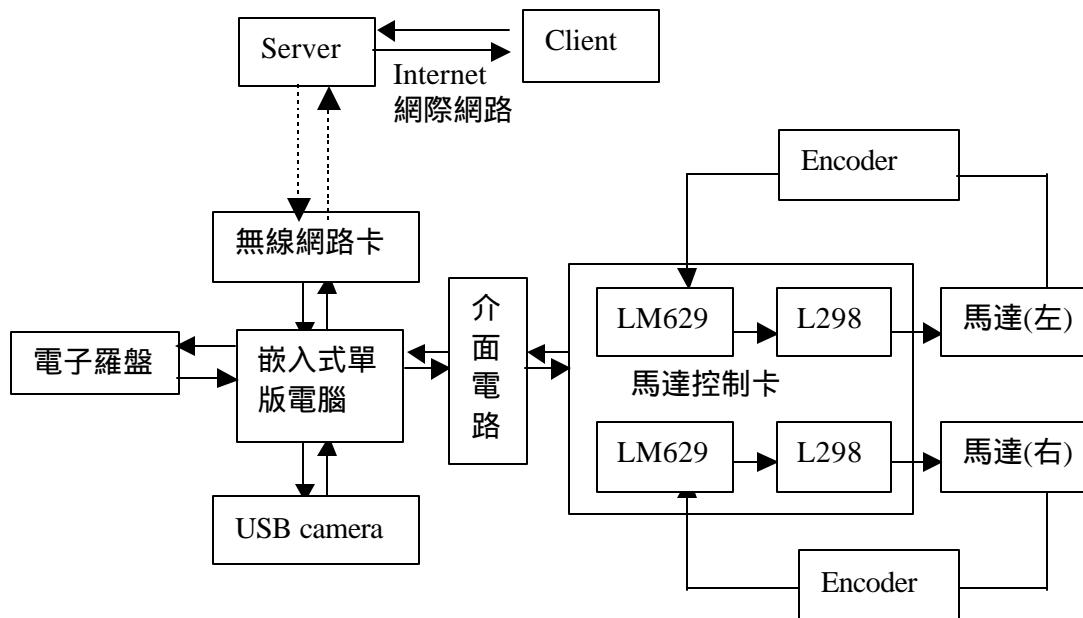 Server
Client
Internet
網際網路
Encoder
無線網路卡
介
面
電
路
LM629
L298
馬達(左)
電子羅盤
嵌入式單
版電腦
馬達控制卡
LM629
L298
馬達(右)
USB camera
Encoder